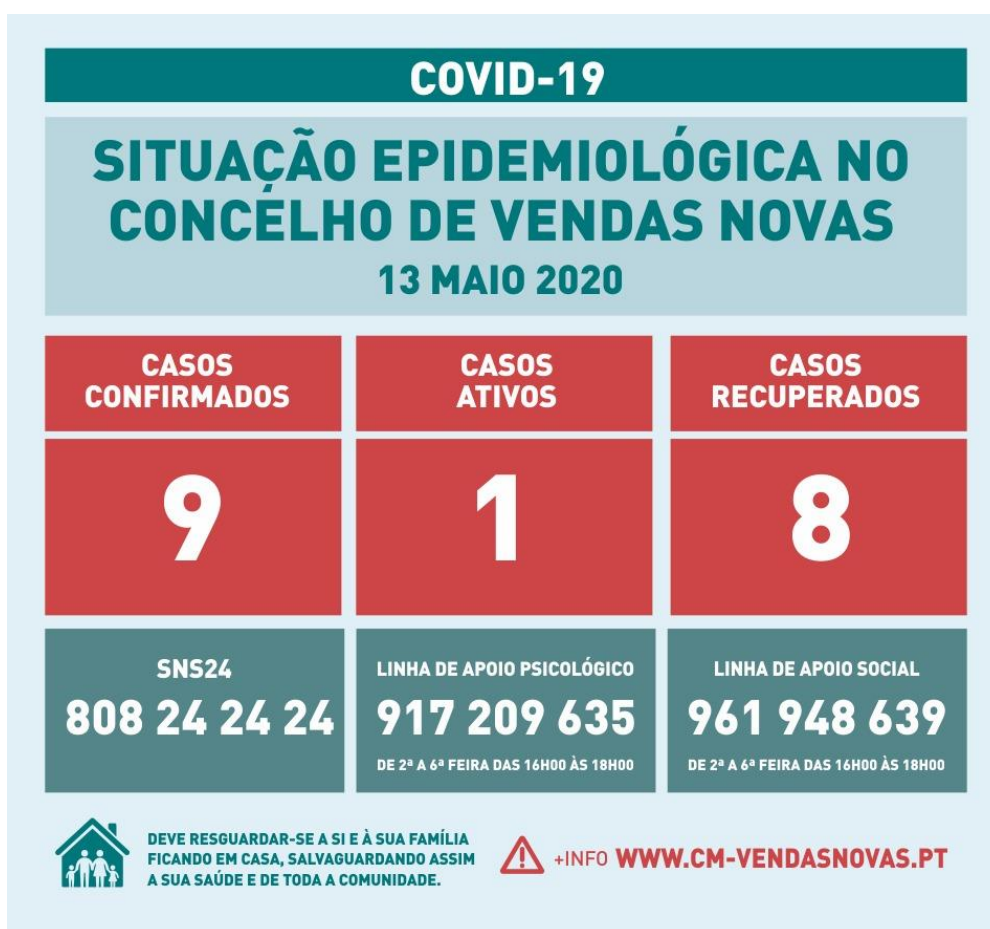 COVID-19
SITUAÇÃO EPIDEMIOLÓGICA NO
CONCELHO DE VENDAS NOVAS
13 MAIO 2020
CASOS
CONFIRMADOS
9
CASOS
ATIVOS
1
CASOS
RECUPERADOS
8
SNS24
808 24 24 24
LINHA DE APOIO PSICOLÓGICO
917 209 635
DE 2ª A 6ª FEIRA DAS 16H00 ÀS 18H00
LINHA DE APOIO SOCIAL
961 948 639
DE 2ª A 6ª FEIRA DAS 16H00 ÀS 18H00
DEVE RESGUARDAR-SE A SI E À SUA FAMÍLIA
FICANDO EM CASA, SALVAGUARDANDO ASSIM
A SUA SAÚDE E DE TODA A COMUNIDADE.
+INFO WWW.CM-VENDASNOVAS.PT